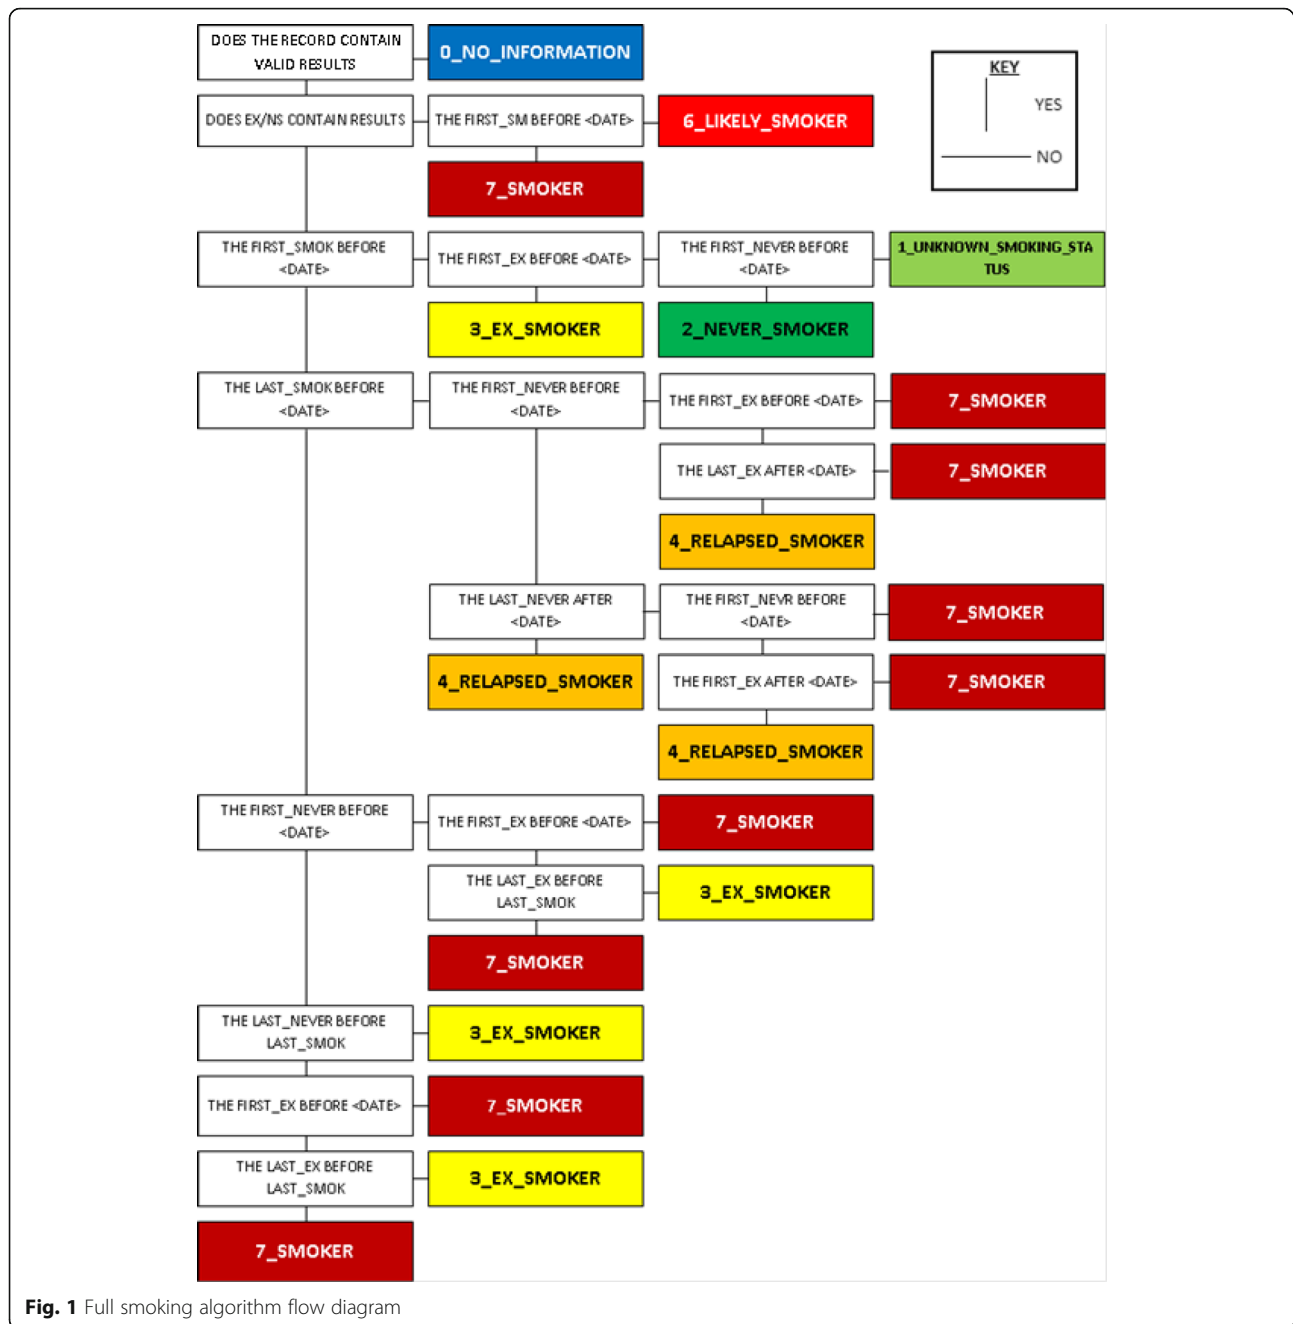 DOES THE RECORD CONTAIN
VALID RESULTS
0_NO_INFORMATION
KEY
YES
NO
DOES EX/NS CONTAIN RESULTS
THE FIRST_SM BEFORE <DATE>
6_LIKELY_SMOKER
7_SMOKER
THE FIRST_SMOK BEFORE
<DATE>
THE FIRST_EX BEFORE <DATE>
THE FIRST_NEVER BEFORE
<DATE>
1_UNKNOWN_SMOKING_STA
TUS
3_EX_SMOKER
2_NEVER_SMOKER
THE LAST_SMOK BEFORE
<DATE>
THE FIRST_NEVER BEFORE
<DATE>
THE FIRST_EX BEFORE <DATE>
7_SMOKER
THE LAST_EX AFTER <DATE>
7_SMOKER
4_RELAPSED_SMOKER
THE LAST_NEVER AFTER
<DATE>
THE FIRST_NEVR BEFORE
<DATE>
7_SMOKER
4_RELAPSED_SMOKER
THE FIRST_EX AFTER <DATE>
7_SMOKER
4_RELAPSED_SMOKER
THE FIRST_NEVER BEFORE
<DATE>
THE FIRST_EX BEFORE <DATE>
7_SMOKER
THE LAST_EX BEFORE
LAST_SMOK
3_EX_SMOKER
7_SMOKER
THE LAST_NEVER BEFORE
LAST_SMOK
3_EX_SMOKER
THE FIRST_EX BEFORE <DATE>
7_SMOKER
THE LAST_EX BEFORE
LAST_SMOK
3_EX_SMOKER
7_SMOKER
Fig. 1 Full smoking algorithm flow diagram